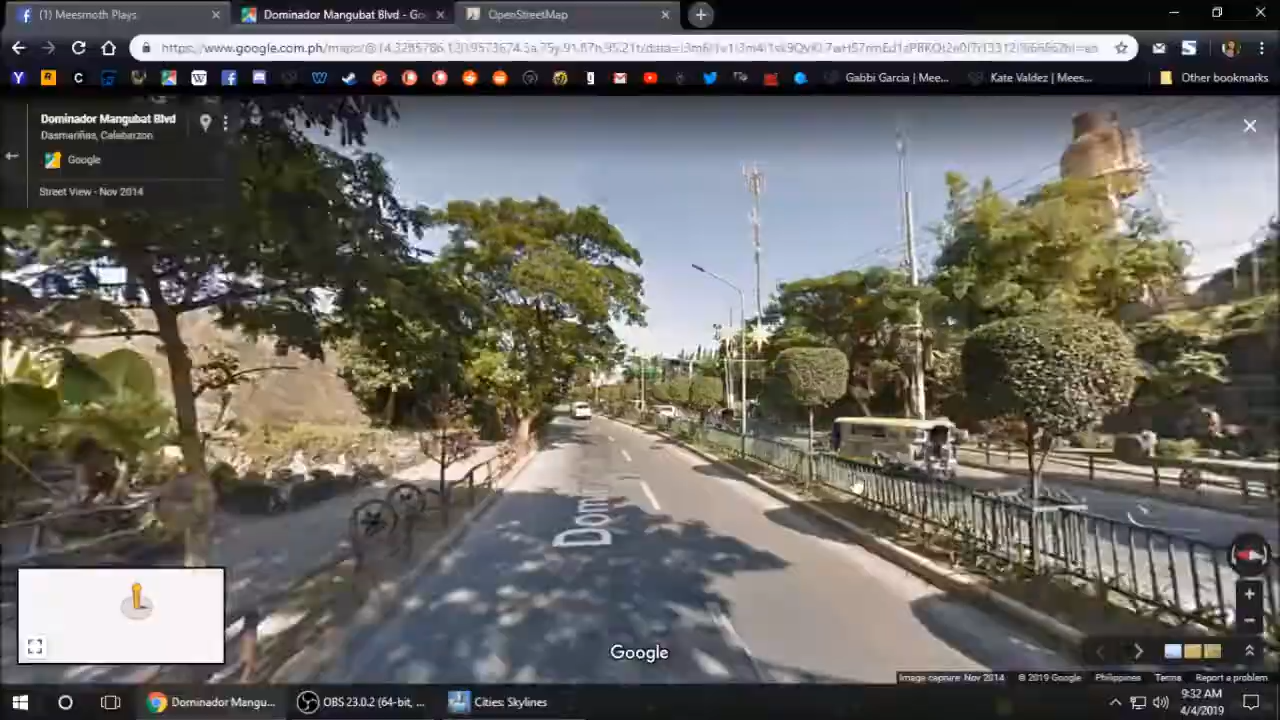 (1) Meesmoth Plays.
Dominador Mangubat Blvd - Go
OpenStreetMap
Gabbi Garcia | Mee...
Kate Valdez | Mees...
Other bookmarks
Dominador Mangubat Blvd
Dasmariñas, Calabarzon
Google
Street View - Nov 2014
Dom
Google
Image capture: Nov 2014
© 2019 Google
Philippines
Terms
Report a problem
Dominador Mangu...
OBS 23.0.2 (64-bit, ...
Cities: Skylines
9:32 AM
4/4/2019